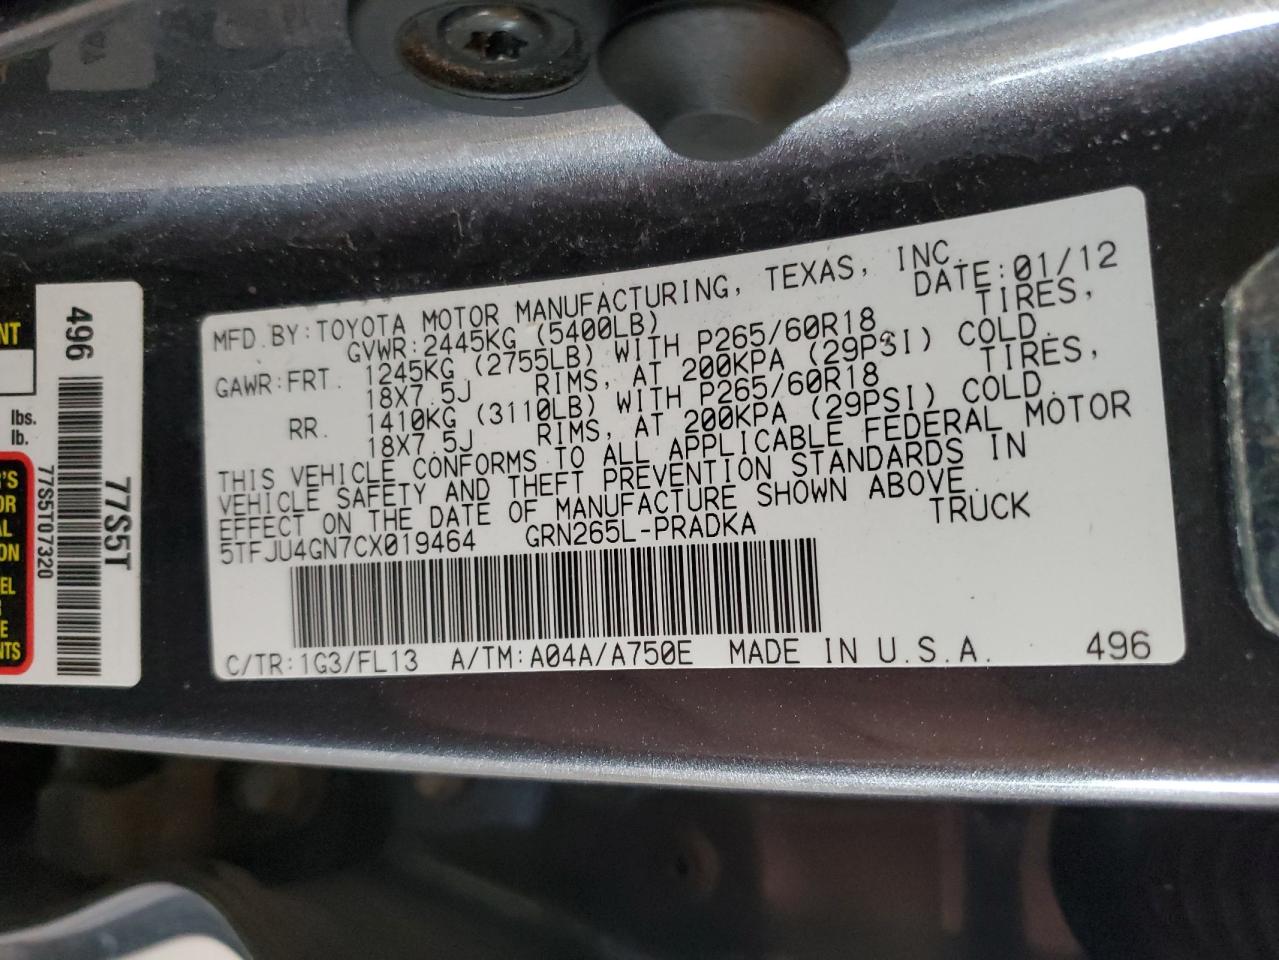 MFD.BY:TOYOTA MOTOR MANUFACTURING, TEXAS, INC.
GVWR:2445KG (5400LB) DATE:01/12
GAWR:FRT. 1245KG (2755LB) WITH P265/60R18 TIRES,
18X7.5J RIMS, AT 200KPA (29PSI) COLD.
RR. 1410KG (3110LB) WITH P265/60R18 TIRES,
18X7.5J RIMS, AT 200KPA (29PSI) COLD.
THIS VEHICLE CONFORMS TO ALL APPLICABLE FEDERAL MOTOR
VEHICLE SAFETY AND THEFT PREVENTION STANDARDS IN
EFFECT ON THE DATE OF MANUFACTURE SHOWN ABOVE.
5TFJU4GN7CX019464 GRN265L-PRADKA TRUCK
C/TR:1G3/FL13 A/TM:A04A/A750E MADE IN U.S.A. 496
496
77S5T
77S5T07320
lbs.
lb.